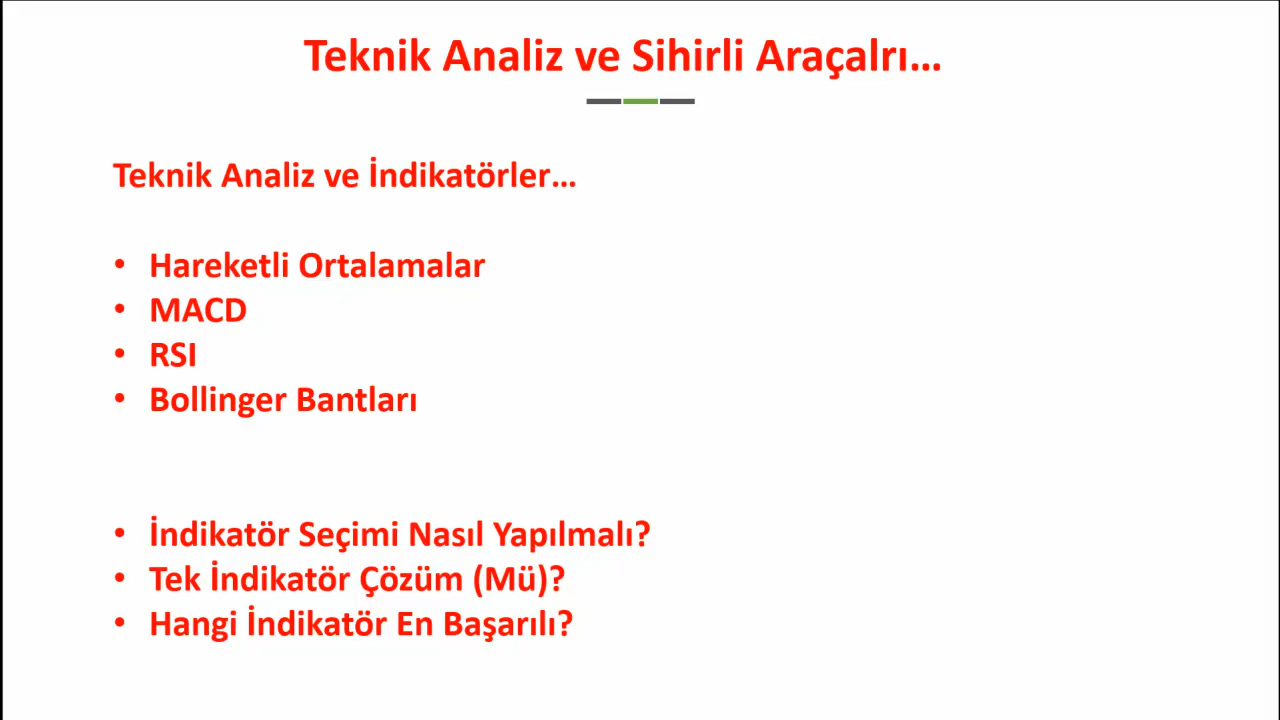 Teknik Analiz ve Sihirli Araçalrı...
Teknik Analiz ve İndikatörler...
• Hareketli Ortalamalar
• MACD
• RSI
• Bollinger Bantları
• İndikatör Seçimi Nasıl Yapılmalı?
• Tek İndikatör Çözüm (Mü)?
• Hangi İndikatör En Başarılı?